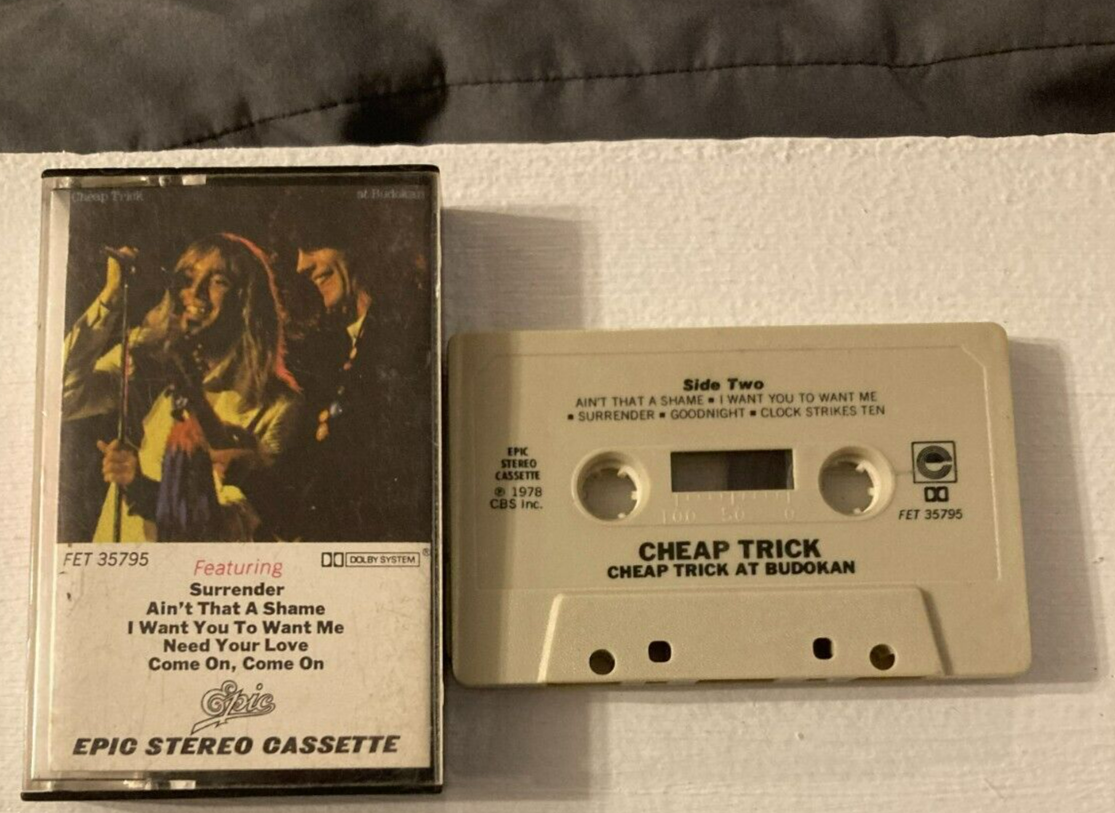 Cheap Trick
at Budokan
FET 35795
Featuring
DOLBY SYSTEM ®
Surrender
Ain't That A Shame
I Want You To Want Me
Need Your Love
Come On, Come On
Epic
EPIC STEREO CASSETTE
Side Two
AIN'T THAT A SHAME ▪ I WANT YOU TO WANT ME
▪ SURRENDER ▪ GOODNIGHT ▪ CLOCK STRIKES TEN
EPIC
STEREO
CASSETTE
℗ 1978
CBS Inc.
100 50 0
e
FET 35795
CHEAP TRICK
CHEAP TRICK AT BUDOKAN